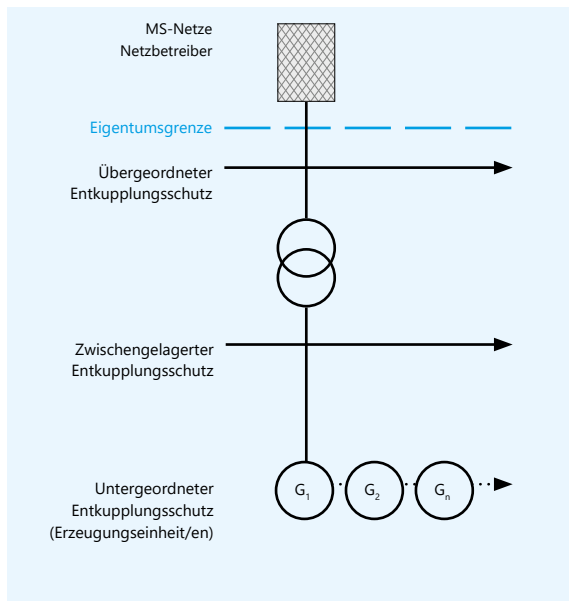 MS-Netze
Netzbetreiber
Eigentumsgrenze
Übergeordneter
Entkupplungsschutz
Zwischengelagerter
Entkupplungsschutz
Untergeordneter
Entkupplungsschutz
(Erzeugungseinheit/en)
G1 G2 Gn